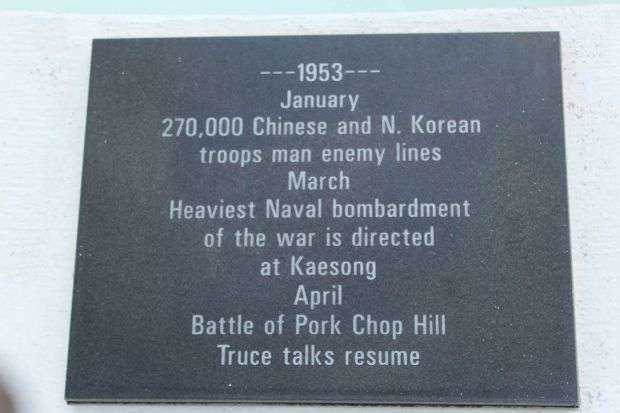 ---1953---
January
270,000 Chinese and N. Korean
troops man enemy lines
March
Heaviest Naval bombardment
of the war is directed
at Kaesong
April
Battle of Pork Chop Hill
Truce talks resume